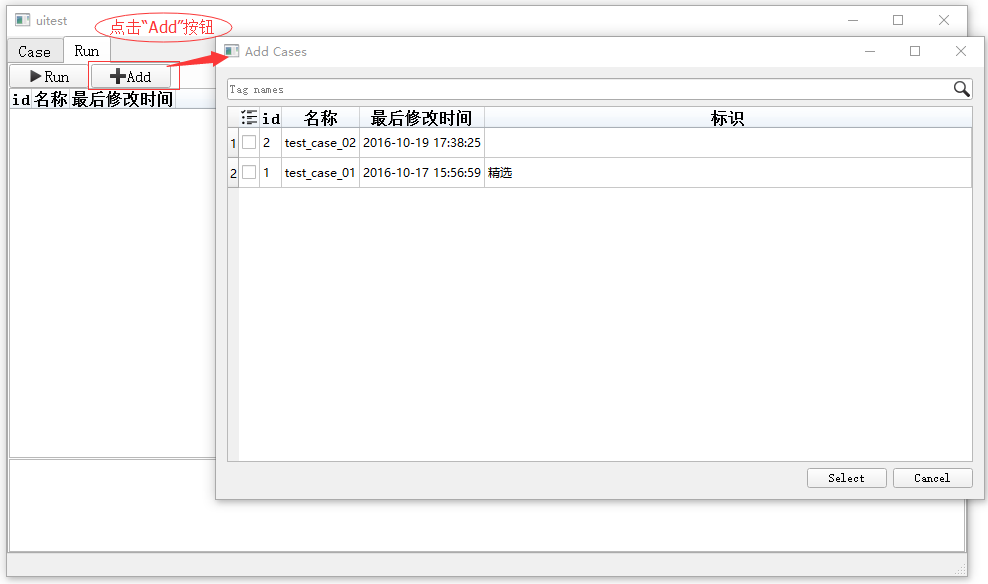 uitest
点击“Add”按钮
Case Run
Run Add
id 名称 最后修改时间
Add Cases
Tag names
id 名称 最后修改时间 标识
1 2 test_case_02 2016-10-19 17:38:25
2 1 test_case_01 2016-10-17 15:56:59 精选
Select Cancel